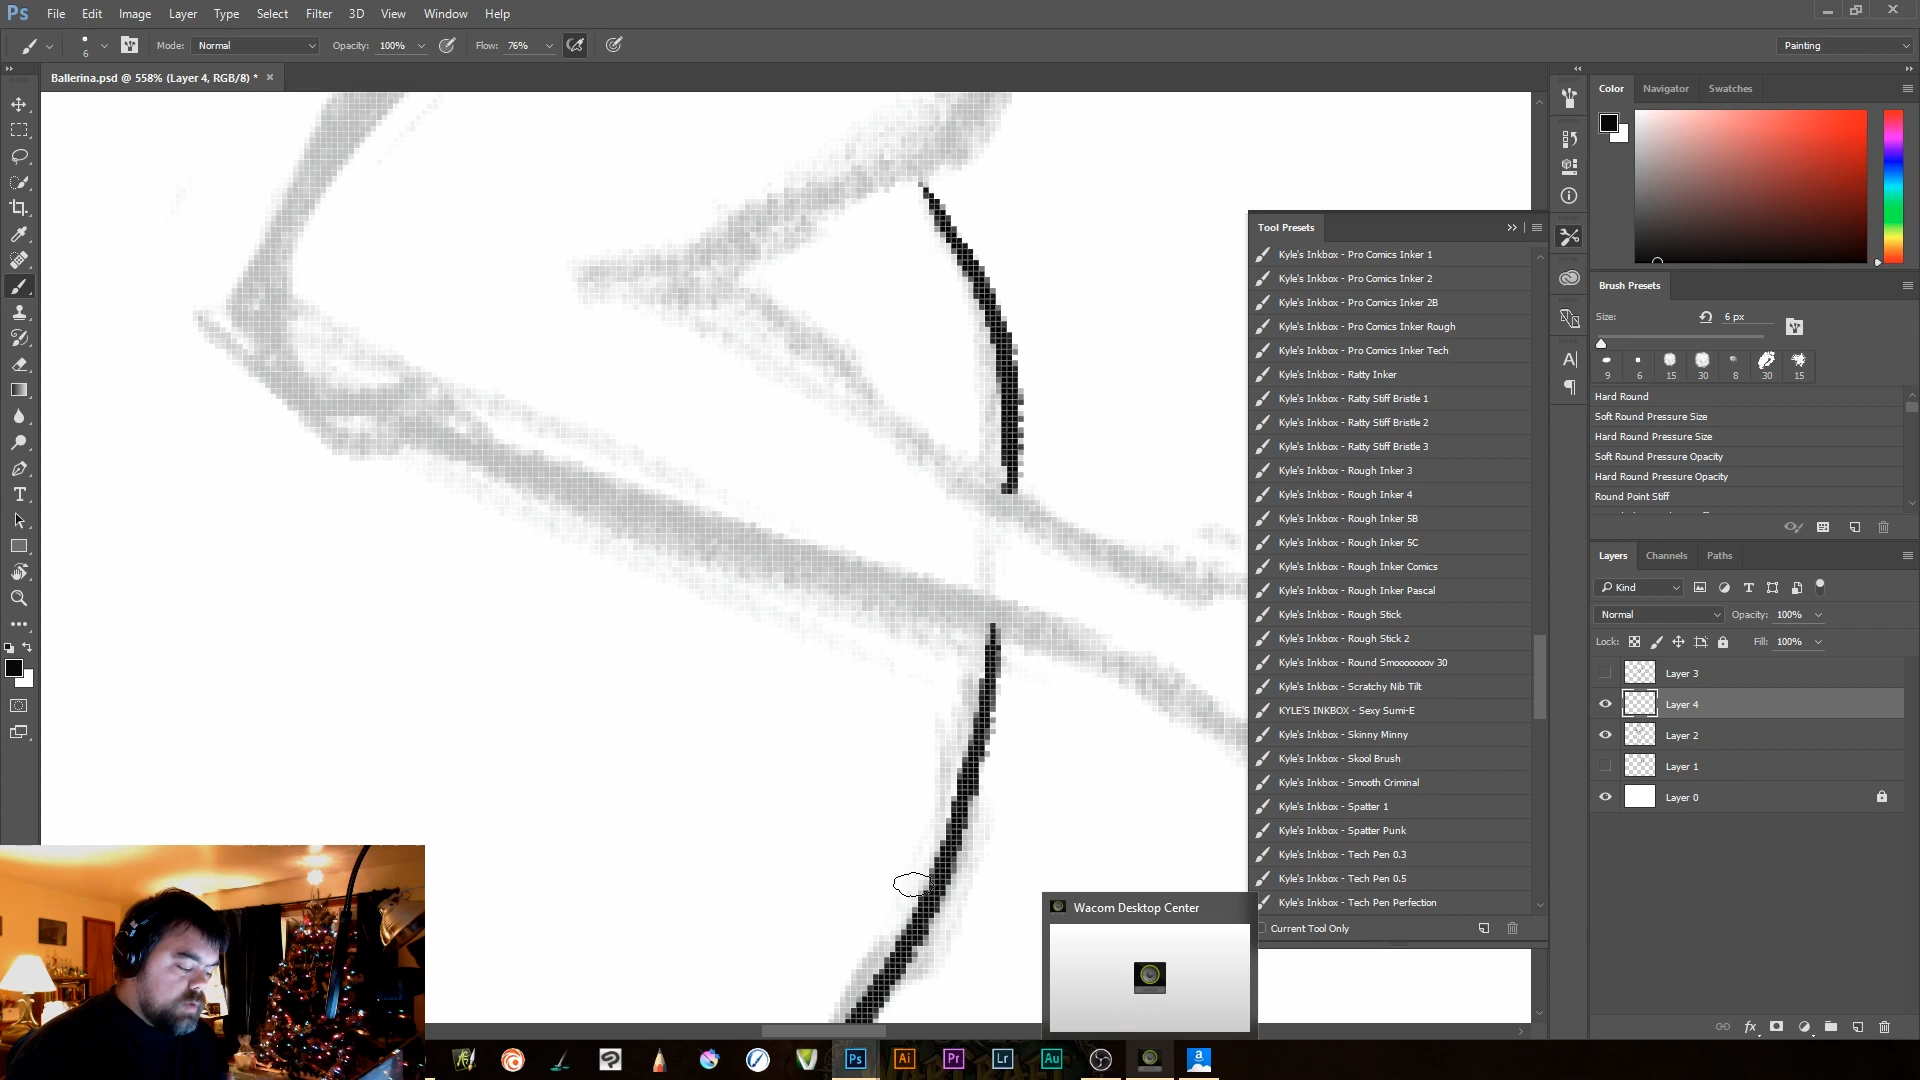 Ps File Edit Image Layer Type Select Filter 3D View Window Help
6 Mode: Normal Opacity: 100% Flow: 76% Painting
Ballerina.psd @ 558% (Layer 4, RGB/8) *
Color Navigator Swatches
Tool Presets
Kyle's Inkbox - Pro Comics Inker 1
Kyle's Inkbox - Pro Comics Inker 2
Kyle's Inkbox - Pro Comics Inker 2B
Kyle's Inkbox - Pro Comics Inker Rough
Kyle's Inkbox - Pro Comics Inker Tech
Kyle's Inkbox - Ratty Inker
Kyle's Inkbox - Ratty Stiff Bristle 1
Kyle's Inkbox - Ratty Stiff Bristle 2
Kyle's Inkbox - Ratty Stiff Bristle 3
Kyle's Inkbox - Rough Inker 3
Kyle's Inkbox - Rough Inker 4
Kyle's Inkbox - Rough Inker 5B
Kyle's Inkbox - Rough Inker 5C
Kyle's Inkbox - Rough Inker Comics
Kyle's Inkbox - Rough Inker Pascal
Kyle's Inkbox - Rough Stick
Kyle's Inkbox - Rough Stick 2
Kyle's Inkbox - Round Smooooooov 30
Kyle's Inkbox - Scratchy Nib Tilt
KYLE'S INKBOX - Sexy Sumi-E
Kyle's Inkbox - Skinny Minny
Kyle's Inkbox - Skool Brush
Kyle's Inkbox - Smooth Criminal
Kyle's Inkbox - Spatter 1
Kyle's Inkbox - Spatter Punk
Kyle's Inkbox - Tech Pen 0.3
Kyle's Inkbox - Tech Pen 0.5
Kyle's Inkbox - Tech Pen Perfection
Current Tool Only
Brush Presets
Size: 6 px
9 6 15 30 8 30 15
Hard Round
Soft Round Pressure Size
Hard Round Pressure Size
Soft Round Pressure Opacity
Hard Round Pressure Opacity
Round Point Stiff
Layers Channels Paths
Kind
Normal Opacity: 100%
Lock: Fill: 100%
Layer 3
Layer 4
Layer 2
Layer 1
Layer 0
fx
Wacom Desktop Center
Ps Ai Pr Lr Au a